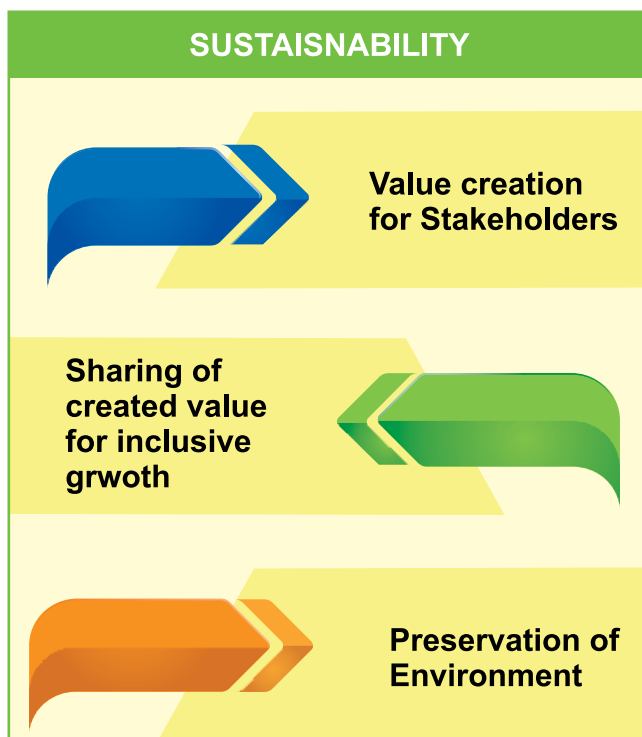 SUSTAISNABILITY
Value creation
for Stakeholders
Sharing of
created value
for inclusive
grwoth
Preservation of
Environment